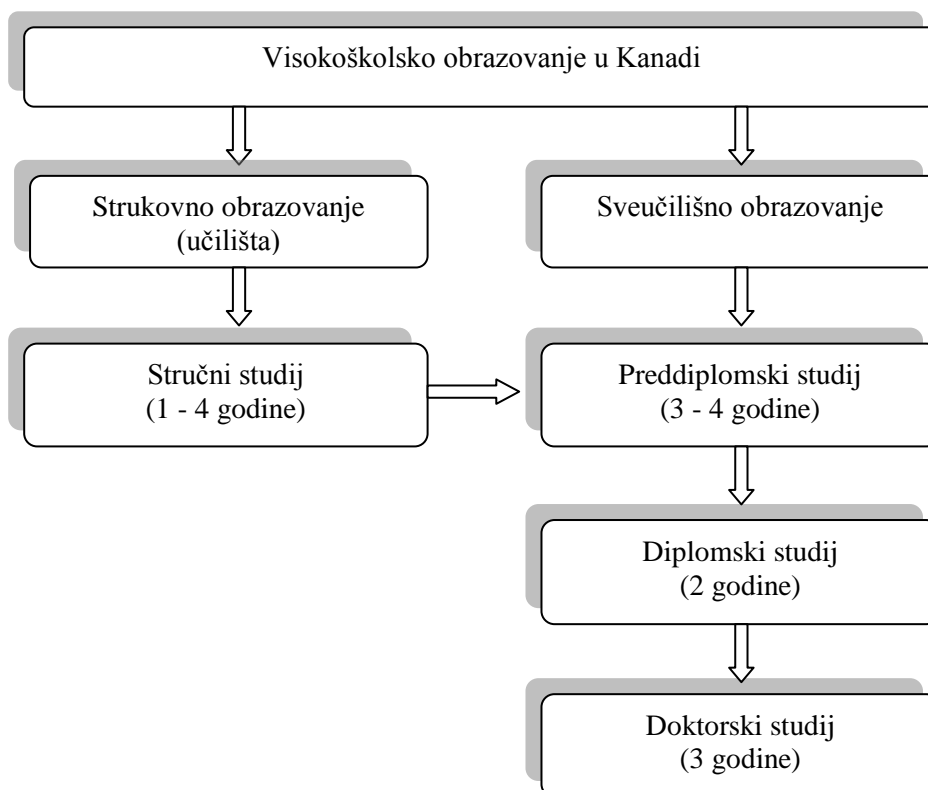 Visokoškolsko obrazovanje u Kanadi
Strukovno obrazovanje
(učilišta)
Sveučilišno obrazovanje
Stručni studij
(1 - 4 godine)
Preddiplomski studij
(3 - 4 godine)
Diplomski studij
(2 godine)
Doktorski studij
(3 godine)